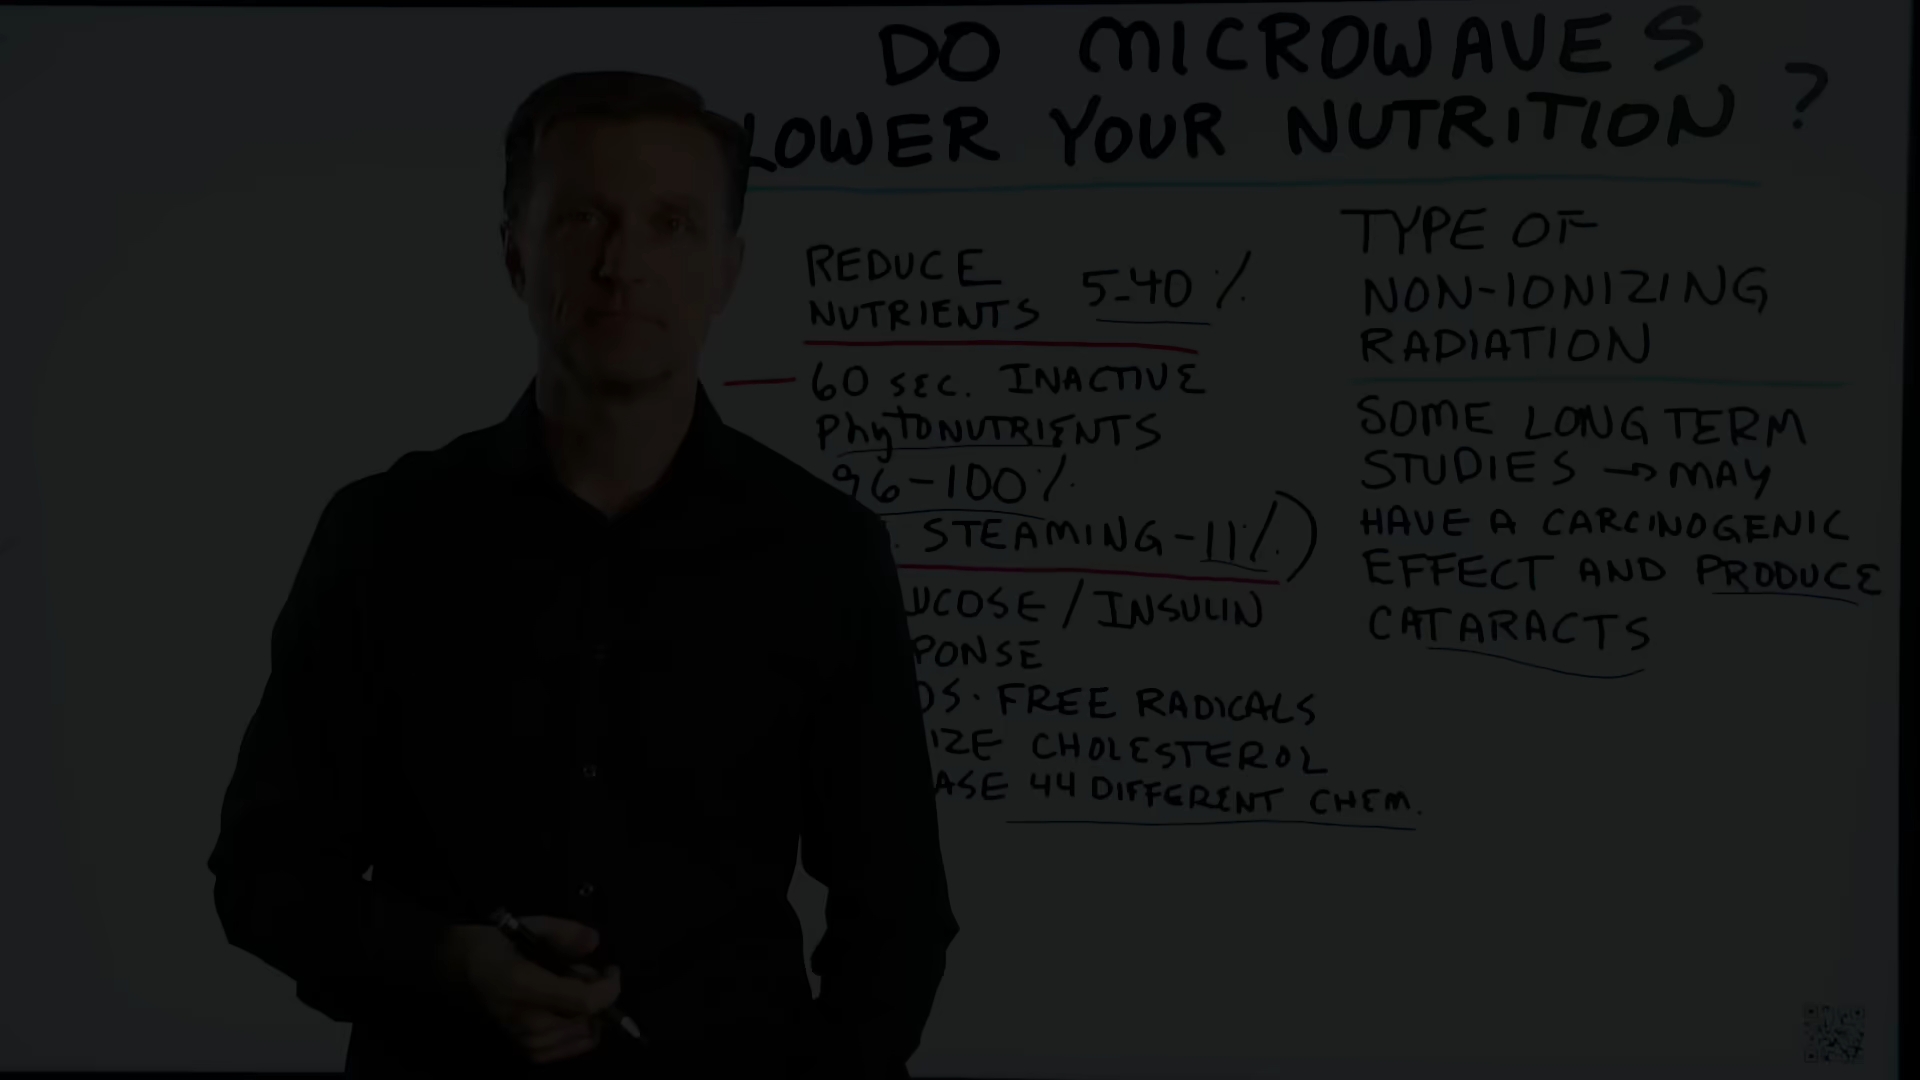 DO MICROWAVES
LOWER YOUR NUTRITION ?
REDUCE
NUTRIENTS 5-40 %
— 60 SEC. INACTIVE
PhyTONUTRIENTS
96-100%
. STEAMING - 11%)
UCOSE / INSULIN
PONSE
DS. FREE RADICALS
IZE CHOLESTEROL
ASE 44 DIFFERENT CHEM.
TYPE OF
NON-IONIZING
RADIATION
SOME LONG TERM
STUDIES → MAY
HAVE A CARCINOGENIC
EFFECT AND PRODUCE
CATARACTS